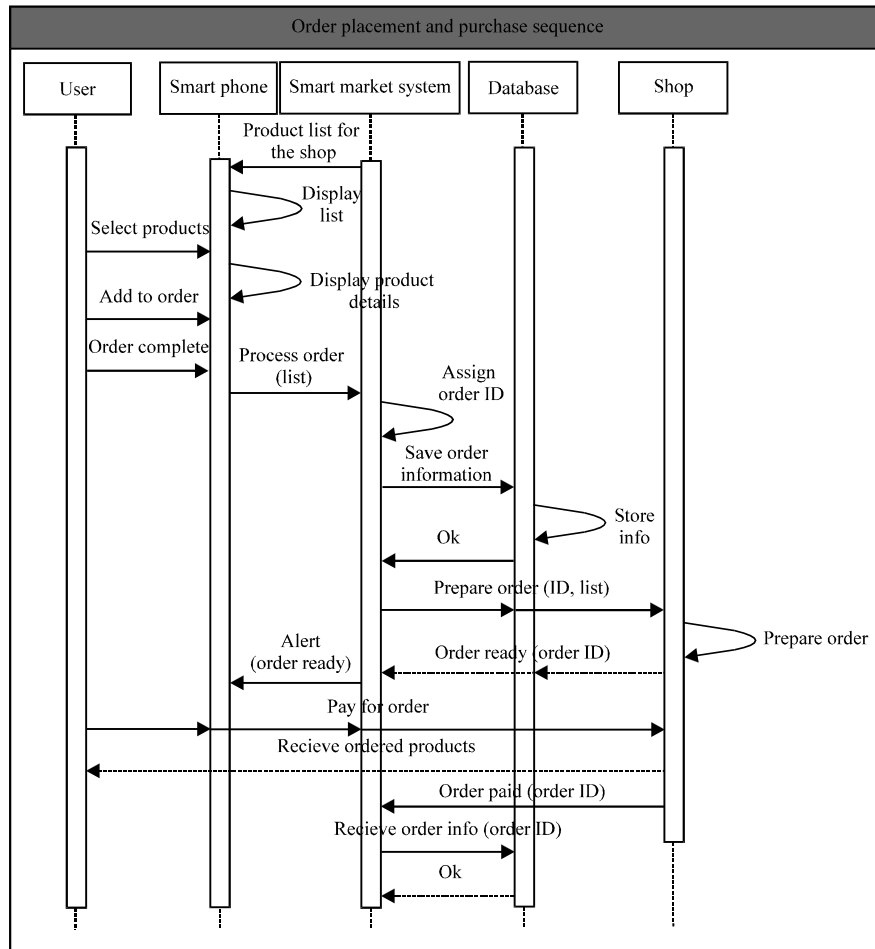 Order placement and purchase sequence
User
Smart phone
Smart market system
Database
Shop
Product list for
the shop
Display
list
Select products
Display product
details
Add to order
Order complete
Process order
(list)
Assign
order ID
Save order
information
Store
info
Ok
Prepare order (ID, list)
Prepare order
Alert
(order ready)
Order ready (order ID)
Pay for order
Recieve ordered products
Order paid (order ID)
Recieve order info (order ID)
Ok